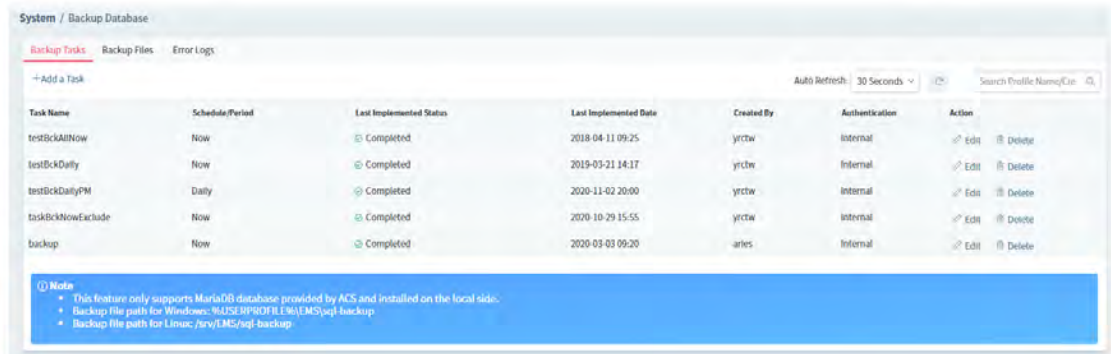 System / Backup Database
Backup Tasks Backup Files Error Logs
+Add a Task Auto Refresh: 30 Seconds Search Profile Name/Cre
Task Name Schedule/Period Last Implemented Status Last Implemented Date Created By Authentication Action
testBckAllNow Now Completed 2018-04-11 09:25 yrctw Internal Edit Delete
testBckDaily Now Completed 2019-03-21 14:17 yrctw Internal Edit Delete
testBckDailyPM Daily Completed 2020-11-02 20:00 yrctw Internal Edit Delete
taskBckNowExclude Now Completed 2020-10-29 15:55 yrctw Internal Edit Delete
backup Now Completed 2020-03-03 09:20 aries Internal Edit Delete
Note
• This feature only supports MariaDB database provided by ACS and installed on the local side.
• Backup file path for Windows: %USERPROFILE%\EMS\sql-backup
• Backup file path for Linux: /srv/EMS/sql-backup